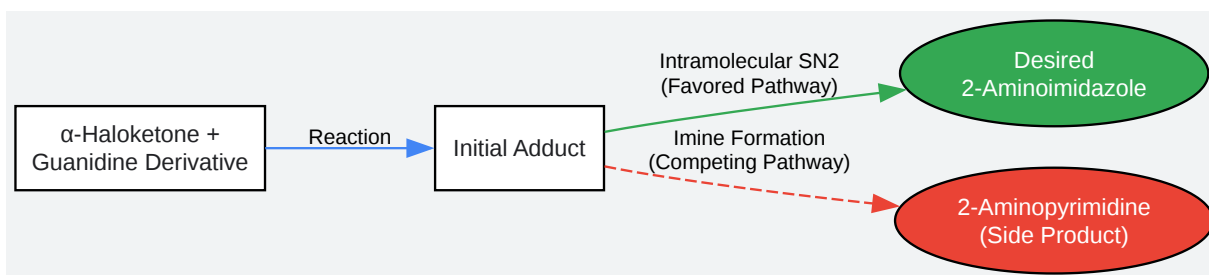 α-Haloketone +
Guanidine Derivative
Reaction
Initial Adduct
Intramolecular SN2
(Favored Pathway)
Imine Formation
(Competing Pathway)
Desired
2-Aminoimidazole
2-Aminopyrimidine
(Side Product)